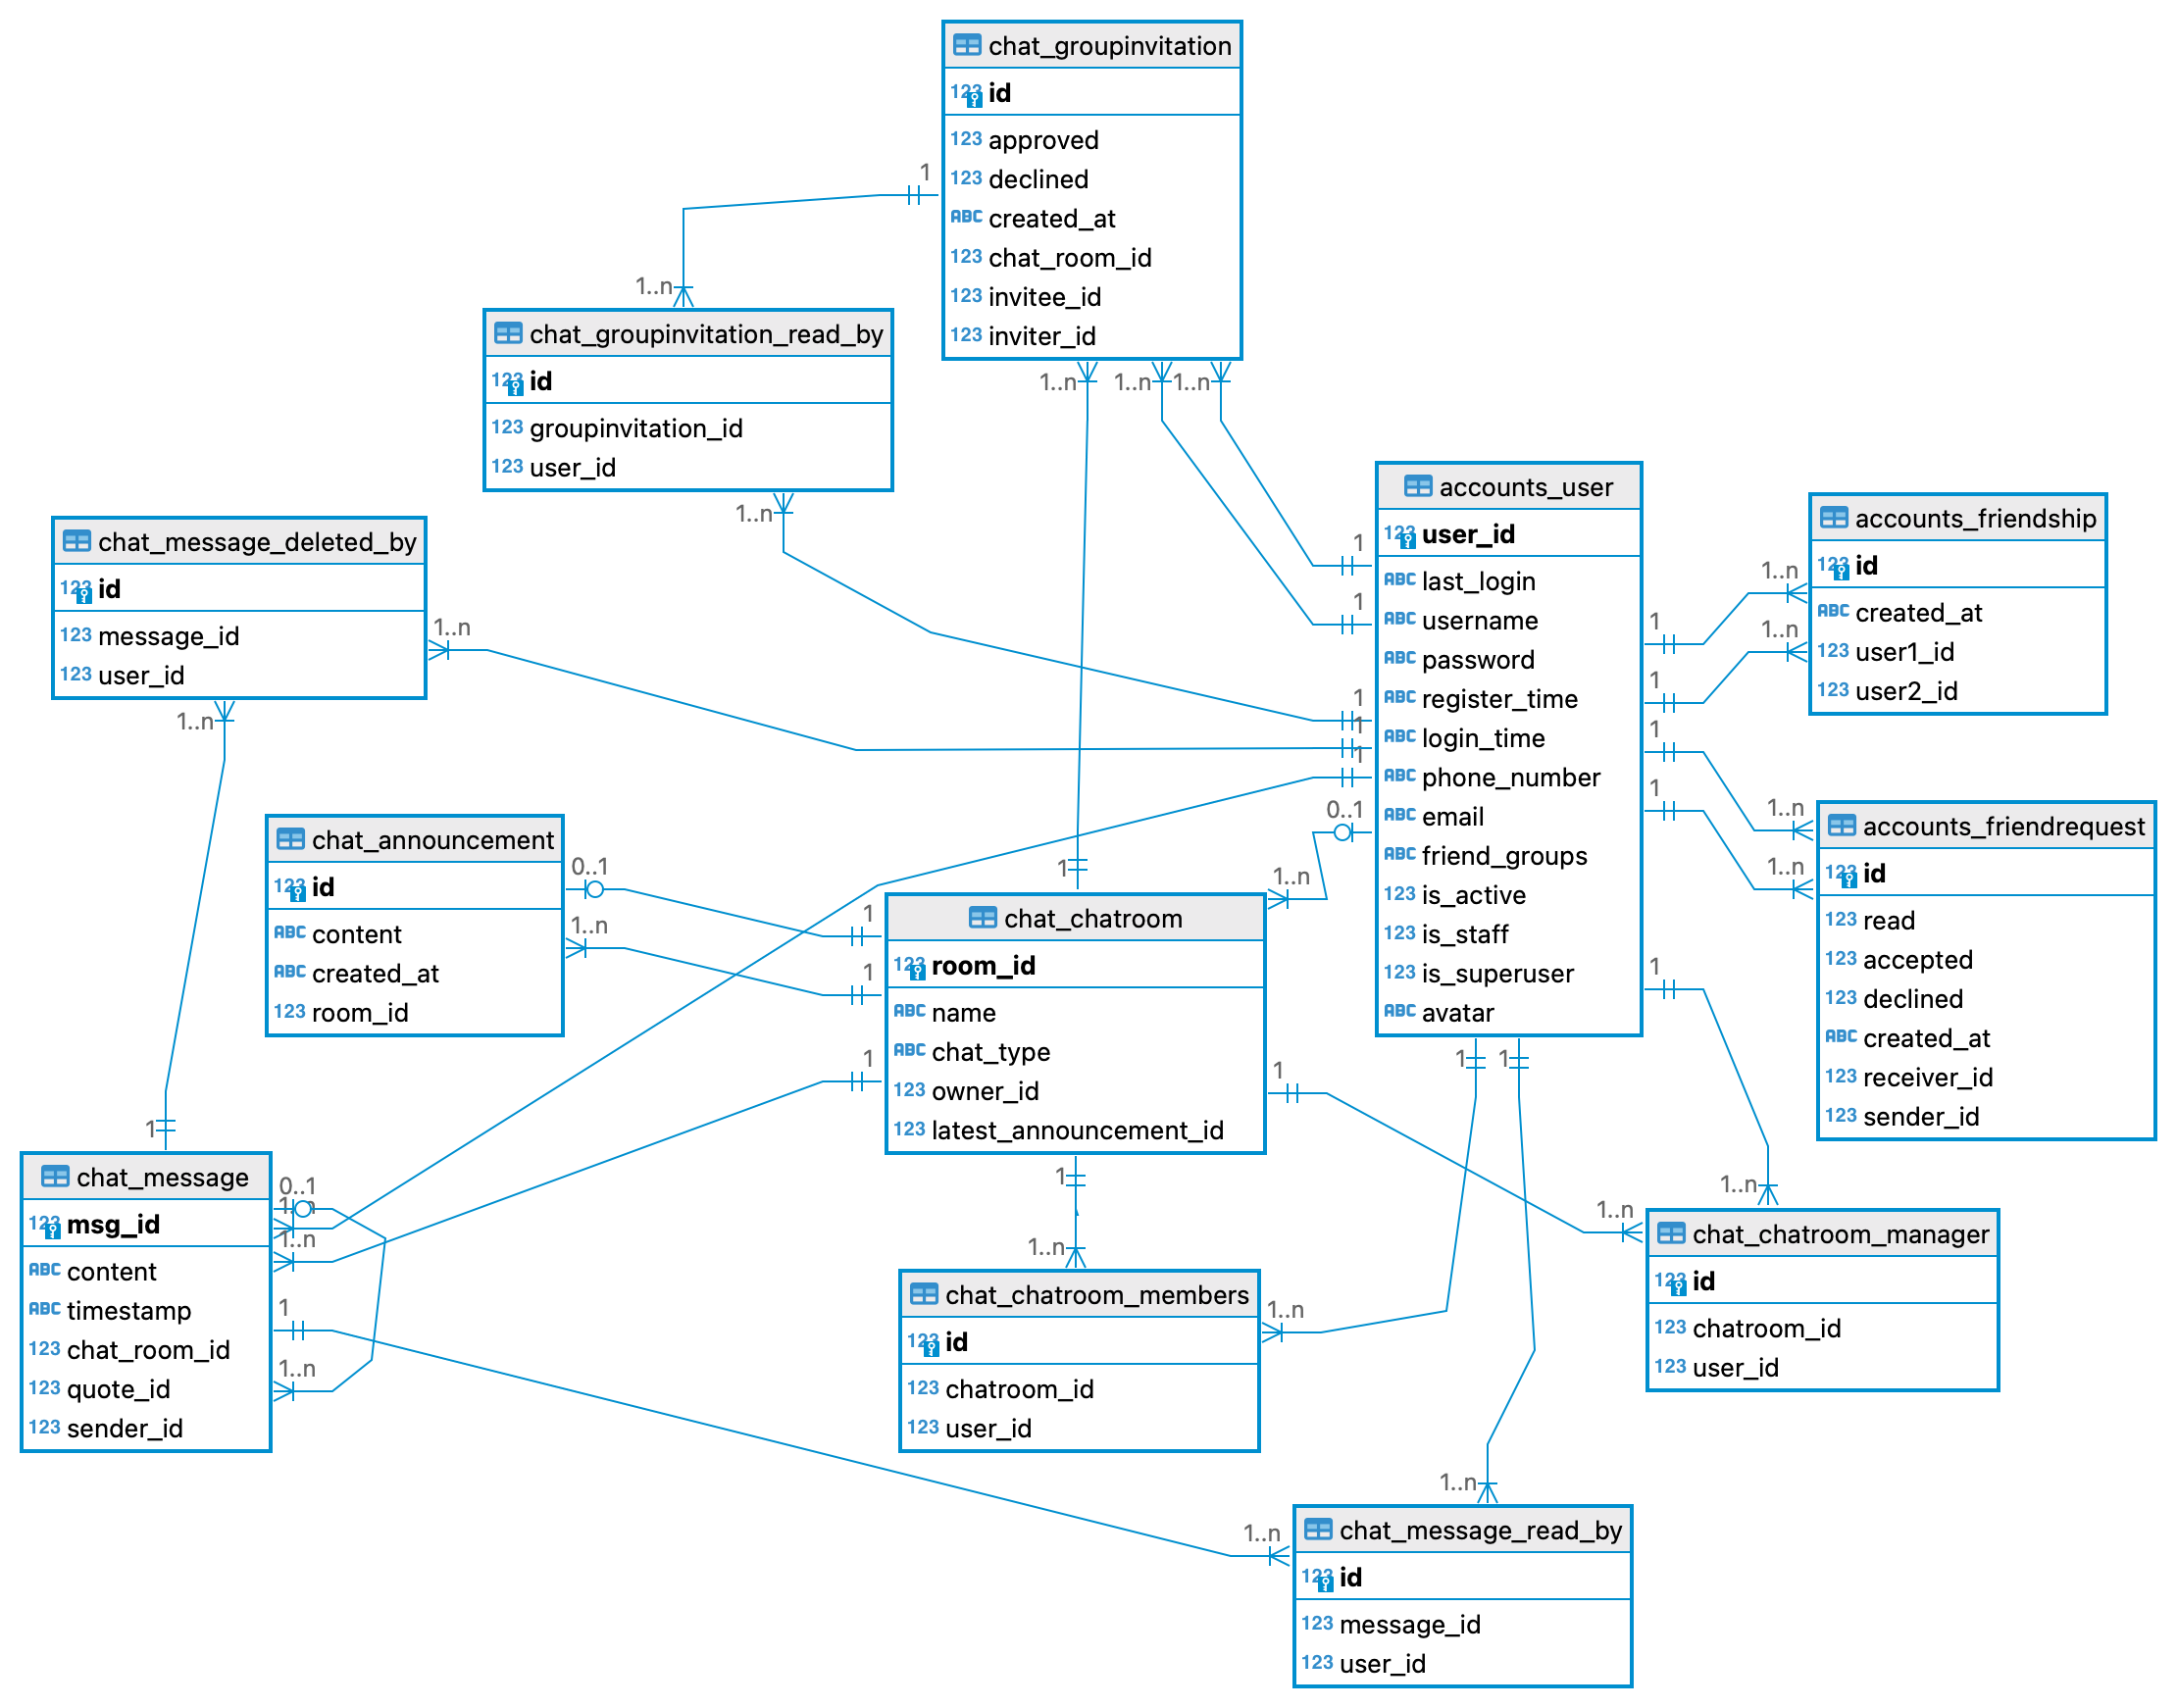 chat_groupinvitation
123 id
123 approved
123 declined
ABC created_at
123 chat_room_id
123 invitee_id
123 inviter_id
1
1..n
1..n 1..n 1..n
chat_groupinvitation_read_by
123 id
123 groupinvitation_id
123 user_id
1..n
accounts_user
123 user_id
ABC last_login
ABC username
ABC password
ABC register_time
ABC login_time
ABC phone_number
ABC email
ABC friend_groups
123 is_active
123 is_staff
123 is_superuser
ABC avatar
1
1
1
1
1
0..1
1
1
1
1
1
1 1
accounts_friendship
123 id
ABC created_at
123 user1_id
123 user2_id
1..n
1..n
chat_message_deleted_by
123 id
123 message_id
123 user_id
1..n
1..n
accounts_friendrequest
123 id
123 read
123 accepted
123 declined
ABC created_at
123 receiver_id
123 sender_id
1..n
1..n
chat_announcement
123 id
ABC content
ABC created_at
123 room_id
0..1
1..n
chat_chatroom
123 room_id
ABC name
ABC chat_type
123 owner_id
123 latest_announcement_id
1
1..n
1
1
1
1
1
chat_message
123 msg_id
ABC content
ABC timestamp
123 chat_room_id
123 quote_id
123 sender_id
1
0..1
1..n
1..n
1
1..n
chat_chatroom_members
123 id
123 chatroom_id
123 user_id
1..n
1..n
chat_chatroom_manager
123 id
123 chatroom_id
123 user_id
1..n
1..n
chat_message_read_by
123 id
123 message_id
123 user_id
1..n
1..n